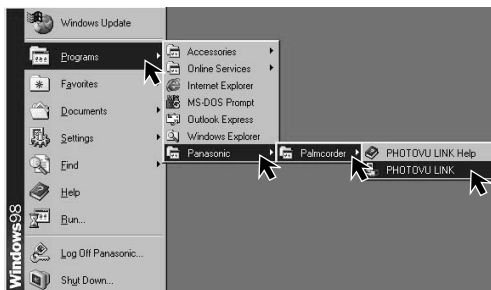 Windows Update
Programs
Favorites
Documents
Settings
Find
Help
Run...
Log Off Panasonic...
Shut Down...
Windows98
Accessories
Online Services
Internet Explorer
MS-DOS Prompt
Outlook Express
Windows Explorer
Panasonic
Palmcorder
PHOTOVU LINK Help
PHOTOVU LINK